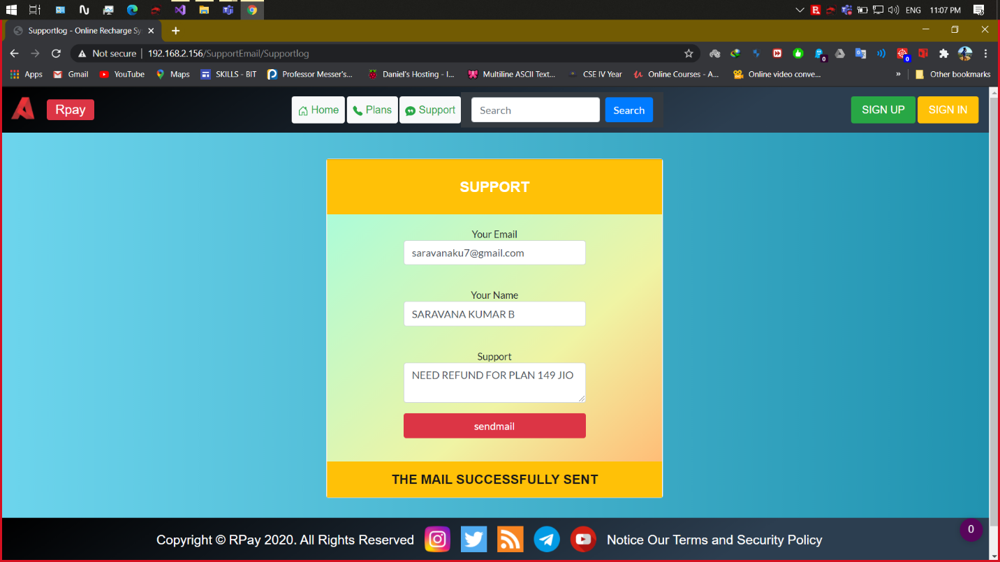 ENG 11:07 PM
Supportlog - Online Recharge Sy
Not secure 192.168.2.156/SupportEmail/Supportlog
0 0
Apps Gmail YouTube Maps SKILLS - BIT Professor Messer's... Daniel's Hosting - I... Multiline ASCII Text... CSE IV Year Online Courses - A... Online video conve... » Other bookmarks
Rpay Home Plans Support Search Search SIGN UP SIGN IN
SUPPORT
Your Email
saravanaku7@gmail.com
Your Name
SARAVANA KUMAR B
Support
NEED REFUND FOR PLAN 149 JIO
sendmail
THE MAIL SUCCESSFULLY SENT
Copyright © RPay 2020. All Rights Reserved Notice Our Terms and Security Policy 0